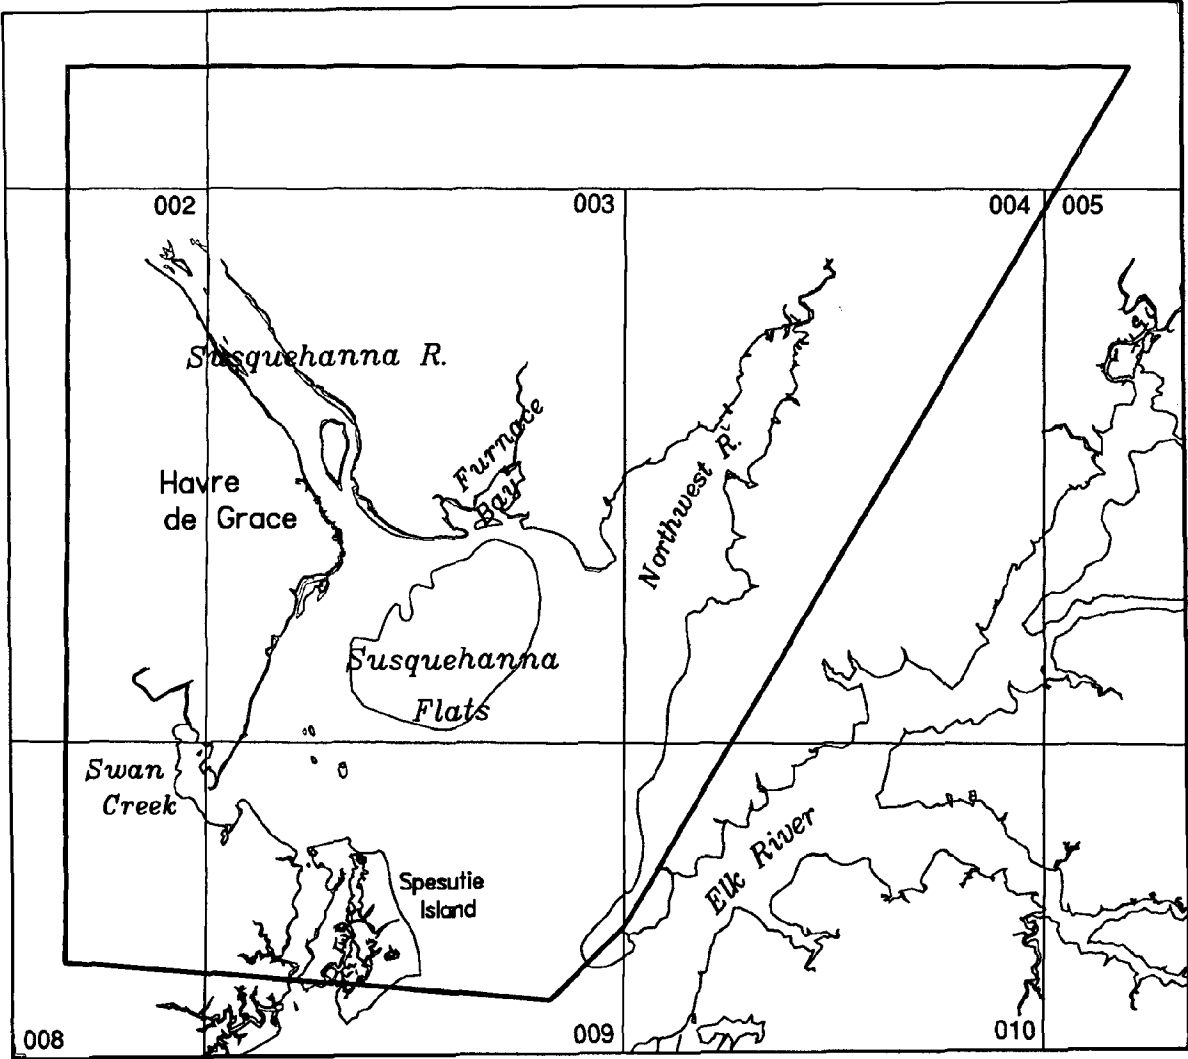 002
003
004
005
Susquehanna R.
Furnace
Bay
Havre
de Grace
Northwest R.
Susquehanna
Flats
Swan
Creek
Elk River
Spesutie
Island
008
009
010